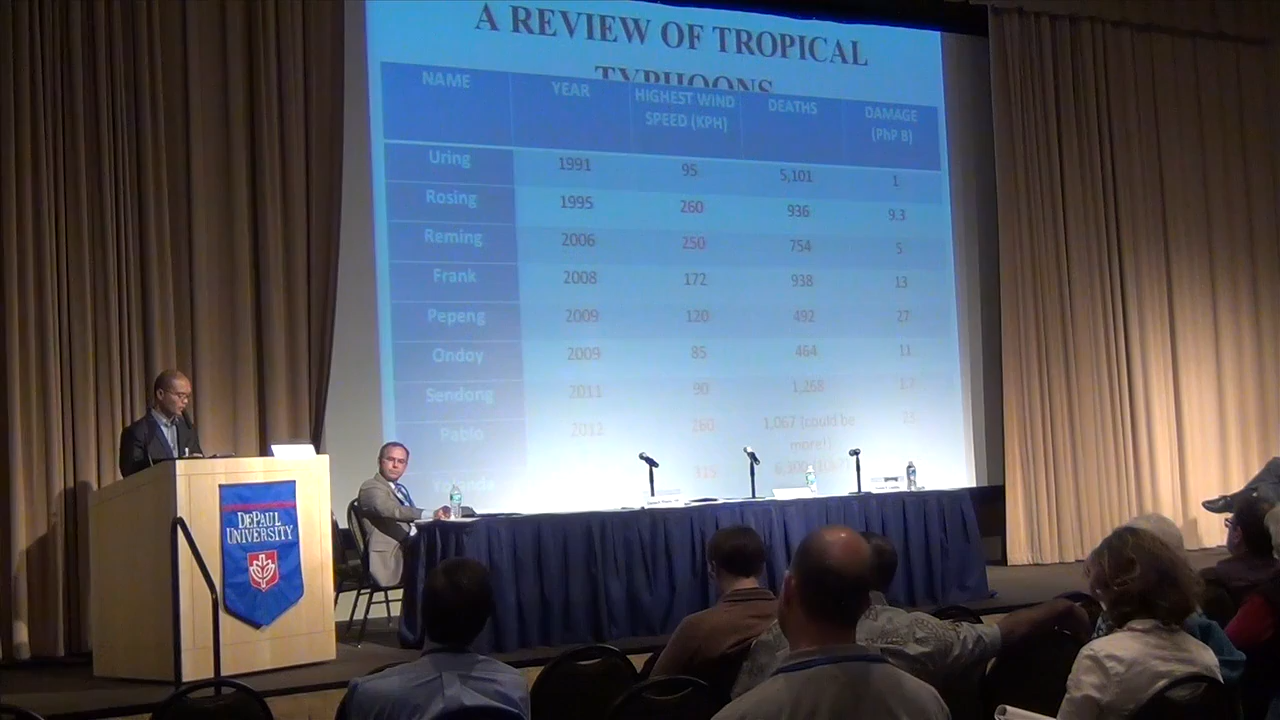 A REVIEW OF TROPICAL
TYPHOONS
NAME YEAR HIGHEST WIND SPEED (KPH) DEATHS DAMAGE (PhP B)
Uring 1991 95 5,101 1
Rosing 1995 260 936 9.3
Reming 2006 250 754 5
Frank 2008 172 938 13
Pepeng 2009 120 492 27
Ondoy 2009 85 464 11
Sendong 2011 90 1,268
Pablo 2012 260 1,067 (could be more!)
Yolanda
DEPAUL
UNIVERSITY